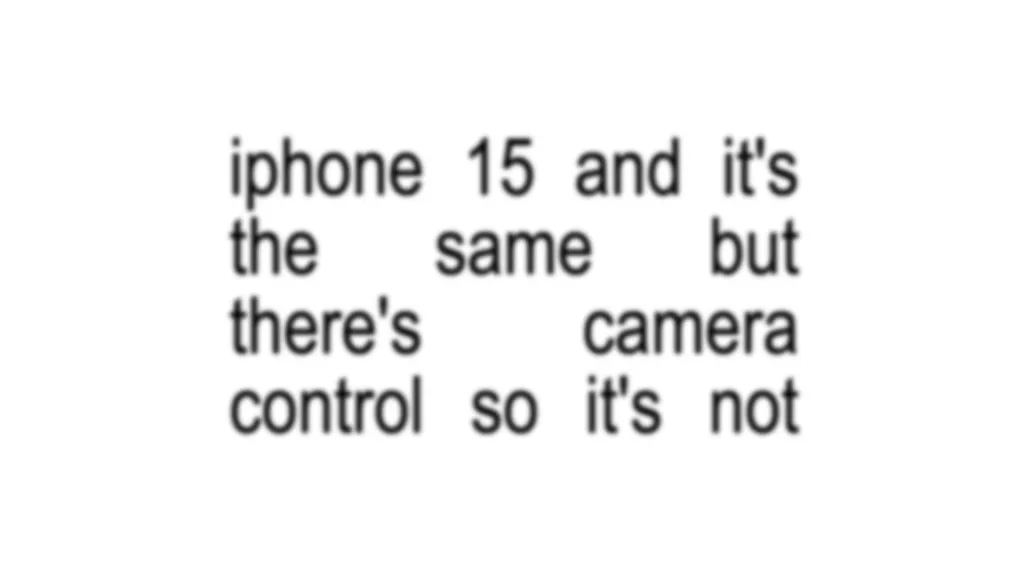 iphone 15 and it's
the same but
there's camera
control so it's not